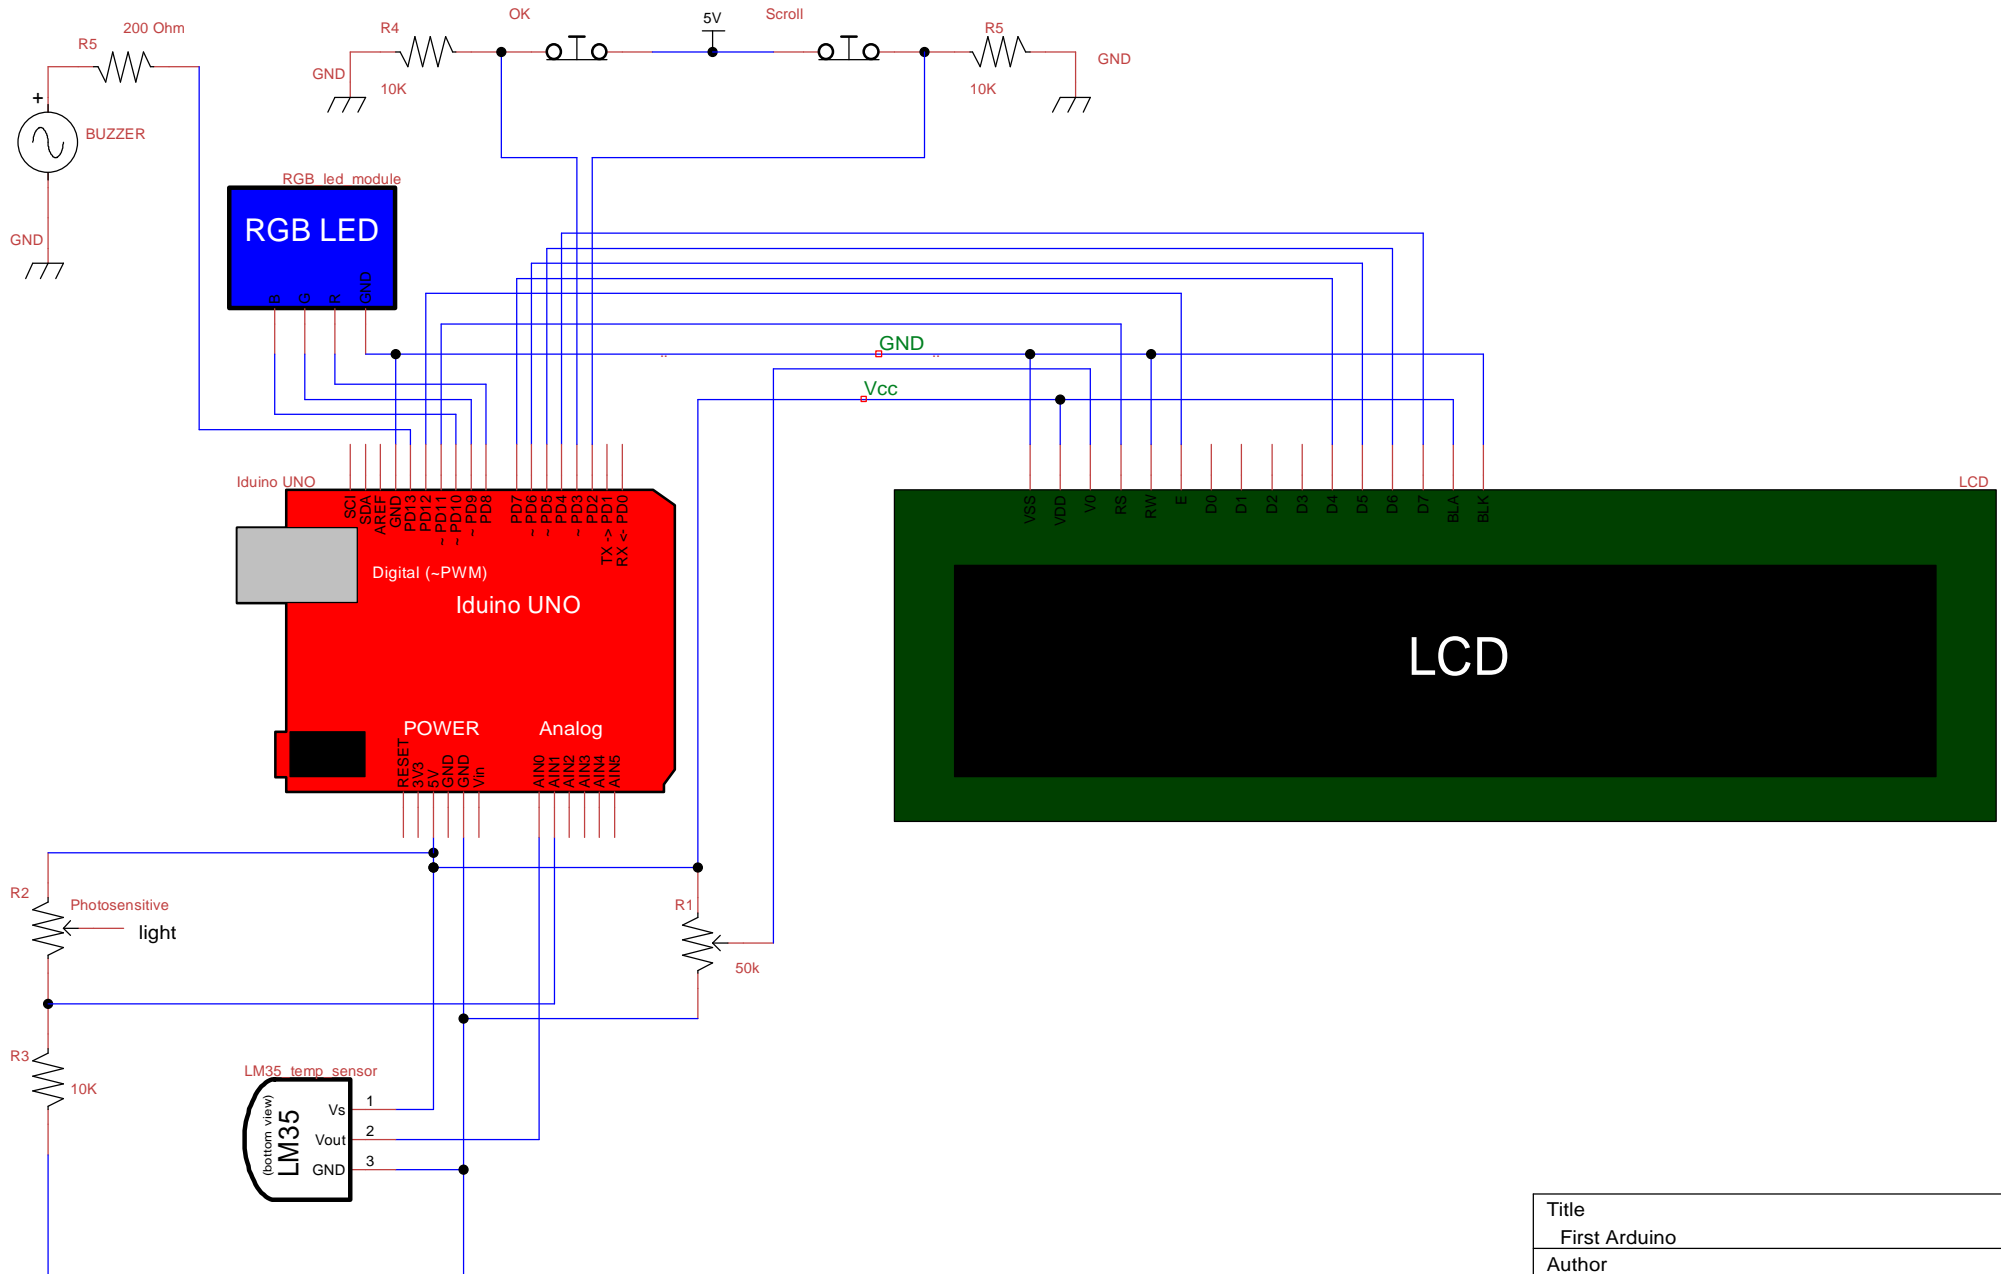 OK
5V
Scroll
200 Ohm
R4
R5
R5
GND
GND
10K
10K
+
BUZZER
RGB led module
RGB LED
GND
B
G
R
GND
GND
Vcc
Iduino UNO
LCD
SCI
SDA
AREF
GND
PD13
PD12
~ PD11
~ PD10
~ PD9
PD8
PD7
~ PD6
~ PD5
PD4
~ PD3
PD2
TX -> PD1
RX <- PD0
VSS
VDD
V0
RS
RW
E
D0
D1
D2
D3
D4
D5
D6
D7
BLA
BLK
Digital (~PWM)
Iduino UNO
LCD
POWER
Analog
RESET
3V3
5V
GND
GND
Vin
AIN0
AIN1
AIN2
AIN3
AIN4
AIN5
R2
Photosensitive
light
R1
50k
R3
10K
LM35 temp sensor
(bottom view)
LM35
Vs
1
Vout
2
GND
3
Title
First Arduino
Author